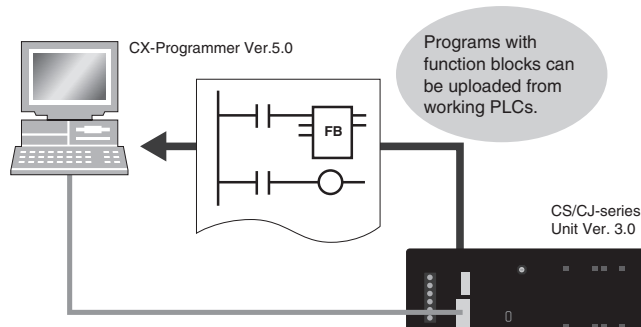 CX-Programmer Ver.5.0
Programs with
function blocks can
be uploaded from
working PLCs.
FB
CS/CJ-series
Unit Ver. 3.0